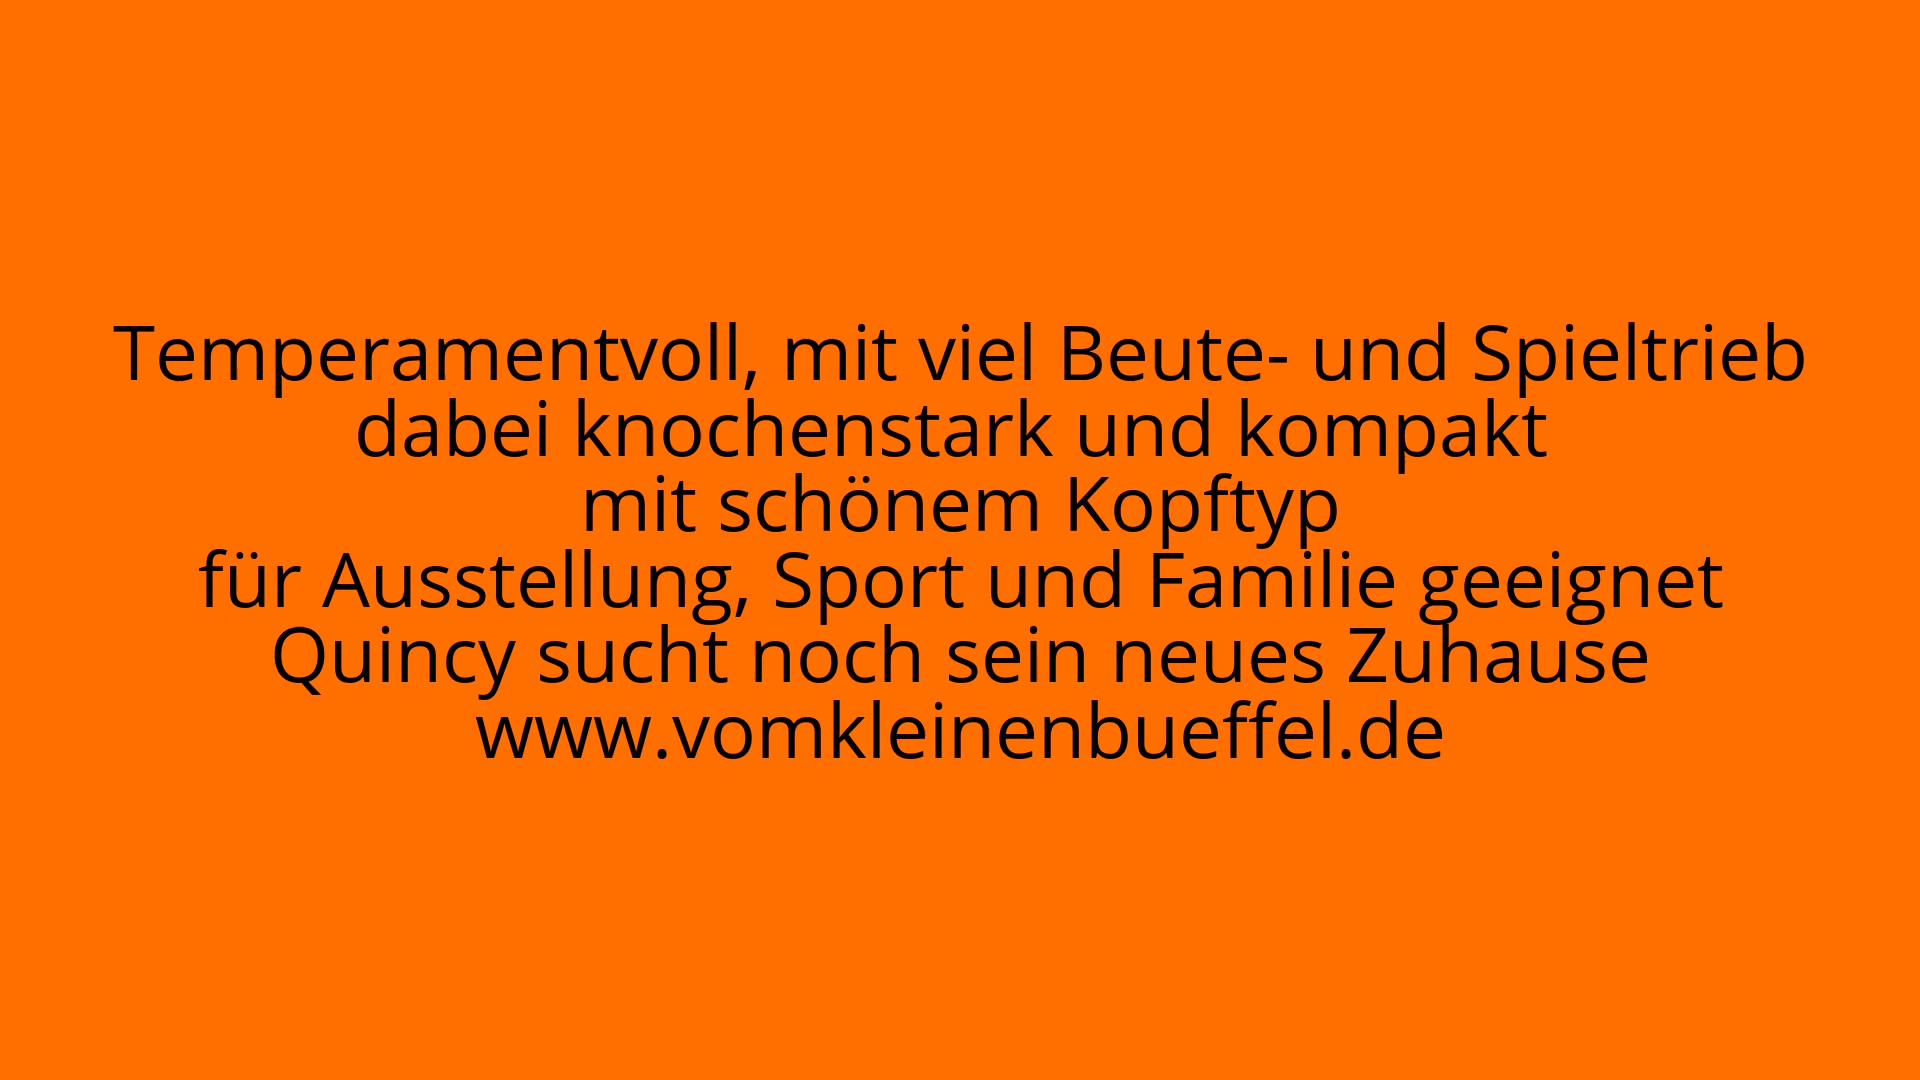 Temperamentvoll, mit viel Beute- und Spieltrieb
dabei knochenstark und kompakt
mit schönem Kopftyp
für Ausstellung, Sport und Familie geeignet
Quincy sucht noch sein neues Zuhause
www.vomkleinenbueffel.de